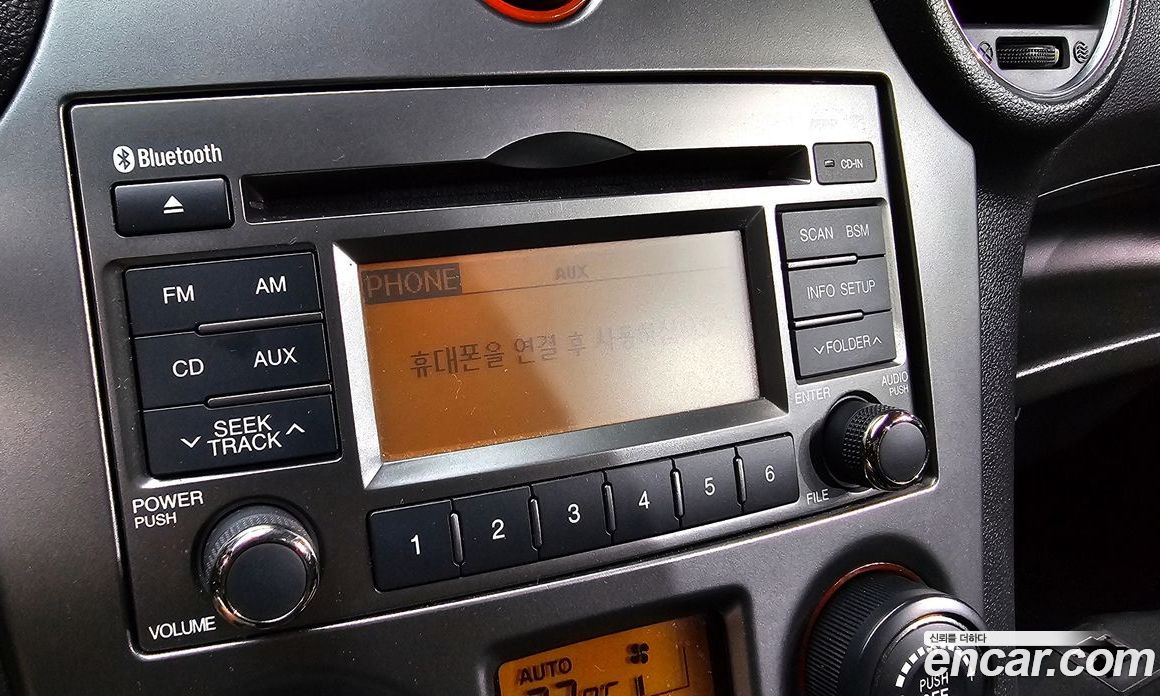 Bluetooth
CD-IN
SCAN BSM
FM AM
INFO SETUP
PHONE AUX
휴대폰을 연결 후
CD AUX
FOLDER
SEEK
TRACK
ENTER
AUDIO
PUSH
POWER
PUSH
1 2 3 4 5 6
FILE
VOLUME
AUTO
신뢰를 더하다
encar.com
PUSH